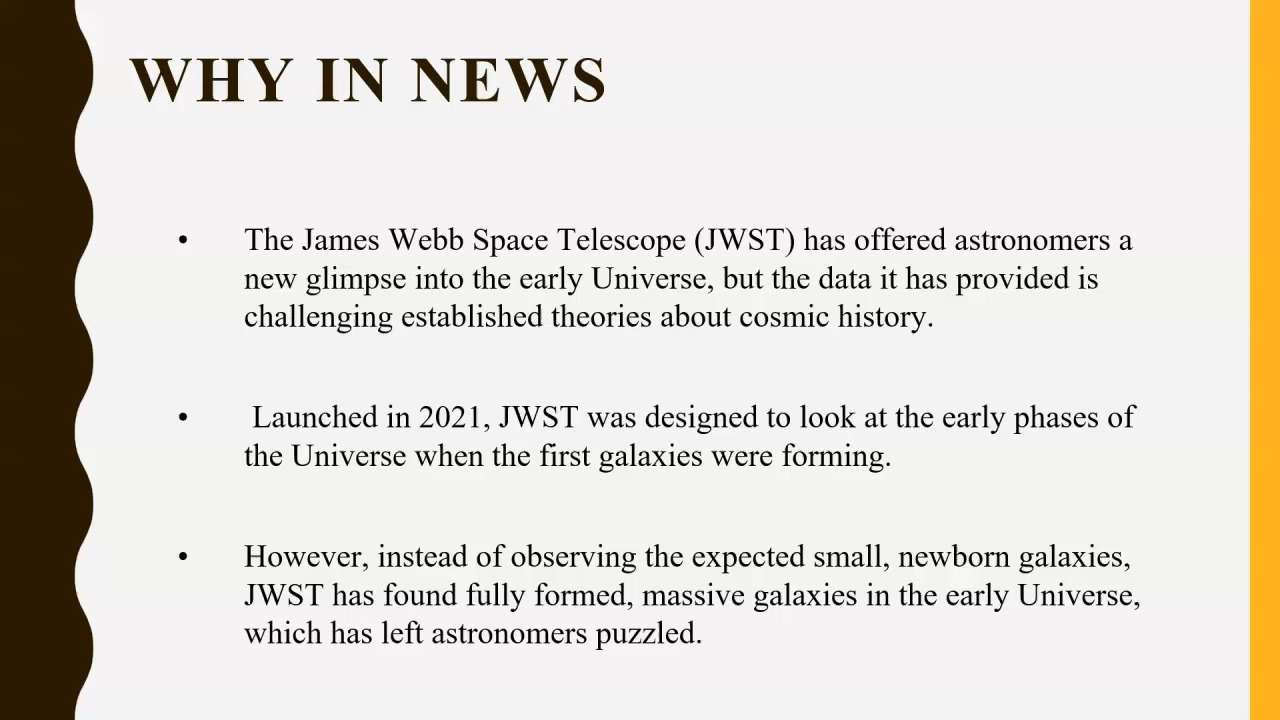 WHY IN NEWS
• The James Webb Space Telescope (JWST) has offered astronomers a
new glimpse into the early Universe, but the data it has provided is
challenging established theories about cosmic history.
• Launched in 2021, JWST was designed to look at the early phases of
the Universe when the first galaxies were forming.
• However, instead of observing the expected small, newborn galaxies,
JWST has found fully formed, massive galaxies in the early Universe,
which has left astronomers puzzled.